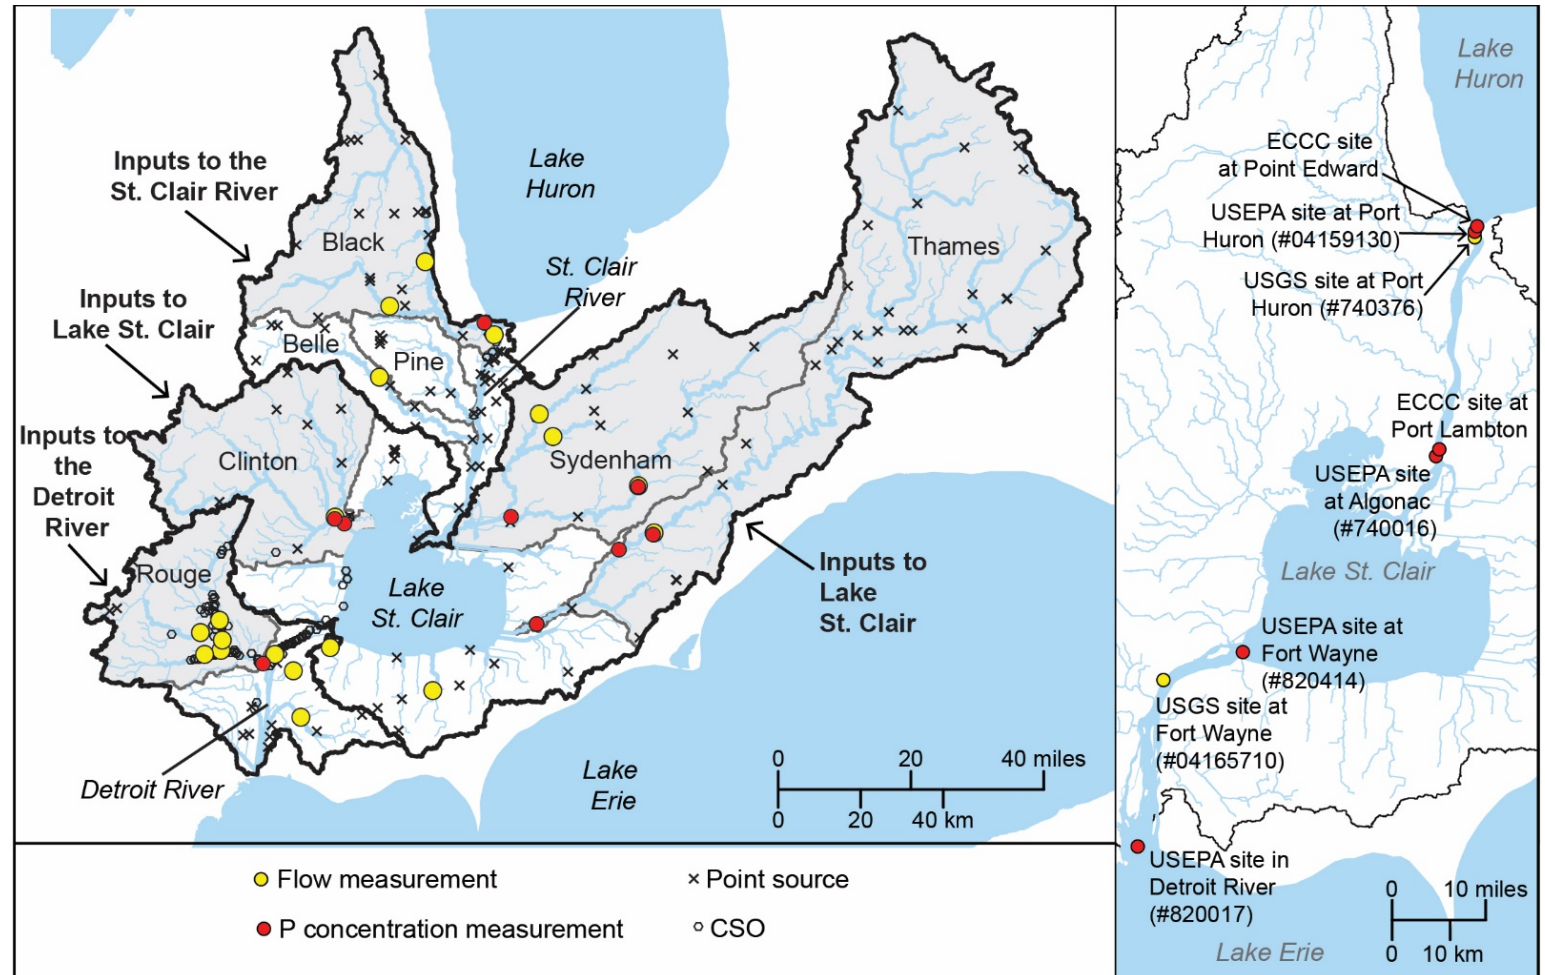 Inputs to the
St. Clair River
Inputs to
Lake St. Clair
Inputs to
the
Detroit
River
Lake
Huron
St. Clair
River
Black
Belle
Pine
Thames
Clinton
Sydenham
Rouge
Lake
St. Clair
Inputs to
Lake
St. Clair
Detroit River
Lake
Erie
0 20 40 miles
0 20 40 km
Flow measurement
P concentration measurement
Point source
CSO
Lake
Huron
ECCC site
at Point Edward
USEPA site at Port
Huron (#04159130)
USGS site at Port
Huron (#740376)
ECCC site at
Port Lambton
USEPA site
at Algonac
(#740016)
Lake St. Clair
USEPA site at
Fort Wayne
(#820414)
USGS site at
Fort Wayne
(#04165710)
USEPA site in
Detroit River
(#820017)
0 10 miles
0 10 km
Lake Erie